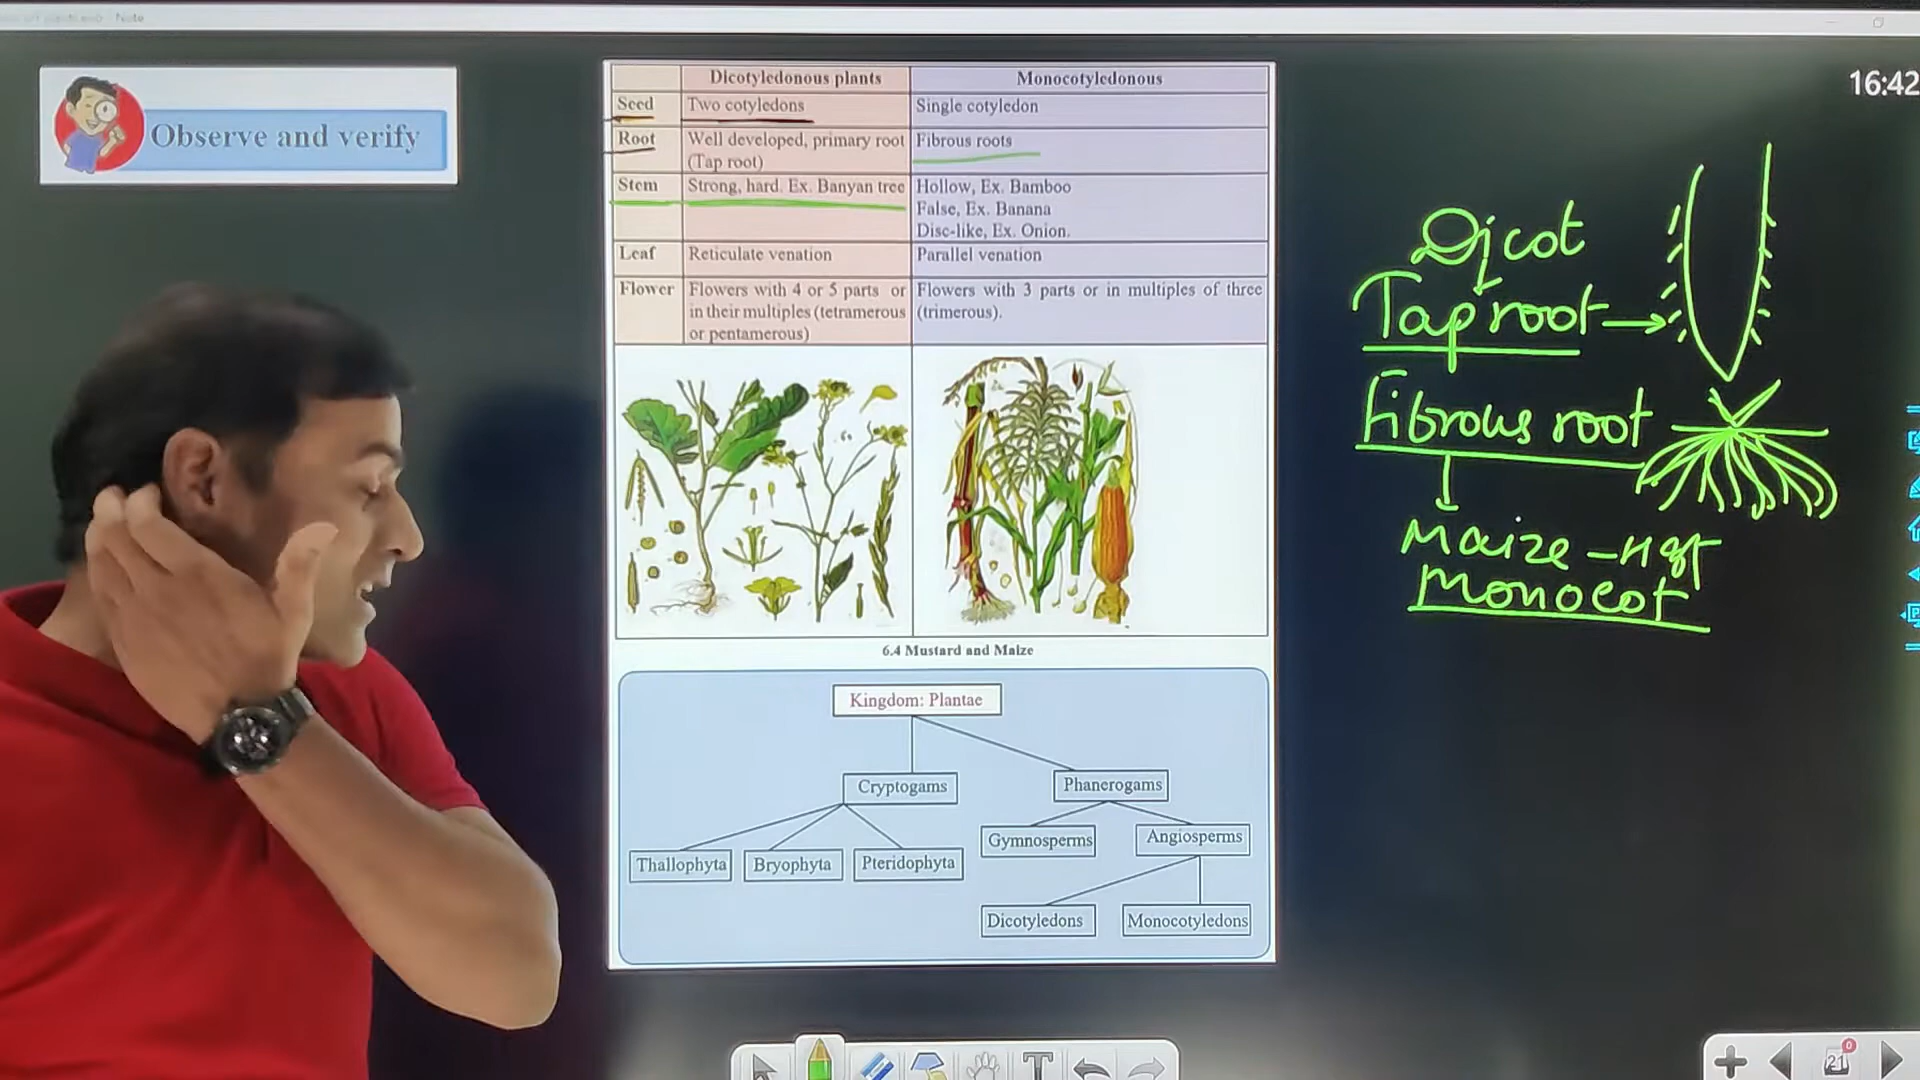 Note
Observe and verify
16:42
Dicotyledonous plants Monocotyledonous
Seed Two cotyledons Single cotyledon
Root Well developed, primary root Fibrous roots
(Tap root)
Stem Strong, hard. Ex. Banyan tree Hollow, Ex. Bamboo
False, Ex. Banana
Disc-like, Ex. Onion.
Leaf Reticulate venation Parallel venation
Flower Flowers with 4 or 5 parts or Flowers with 3 parts or in multiples of three
in their multiples (tetramerous (trimerous).
or pentamerous)
6.4 Mustard and Maize
Kingdom: Plantae
Cryptogams Phanerogams
Gymnosperms Angiosperms
Thallophyta Bryophyta Pteridophyta
Dicotyledons Monocotyledons
Dicot
Tap root
Fibrous root
Maize -
Monocot
T
21
0